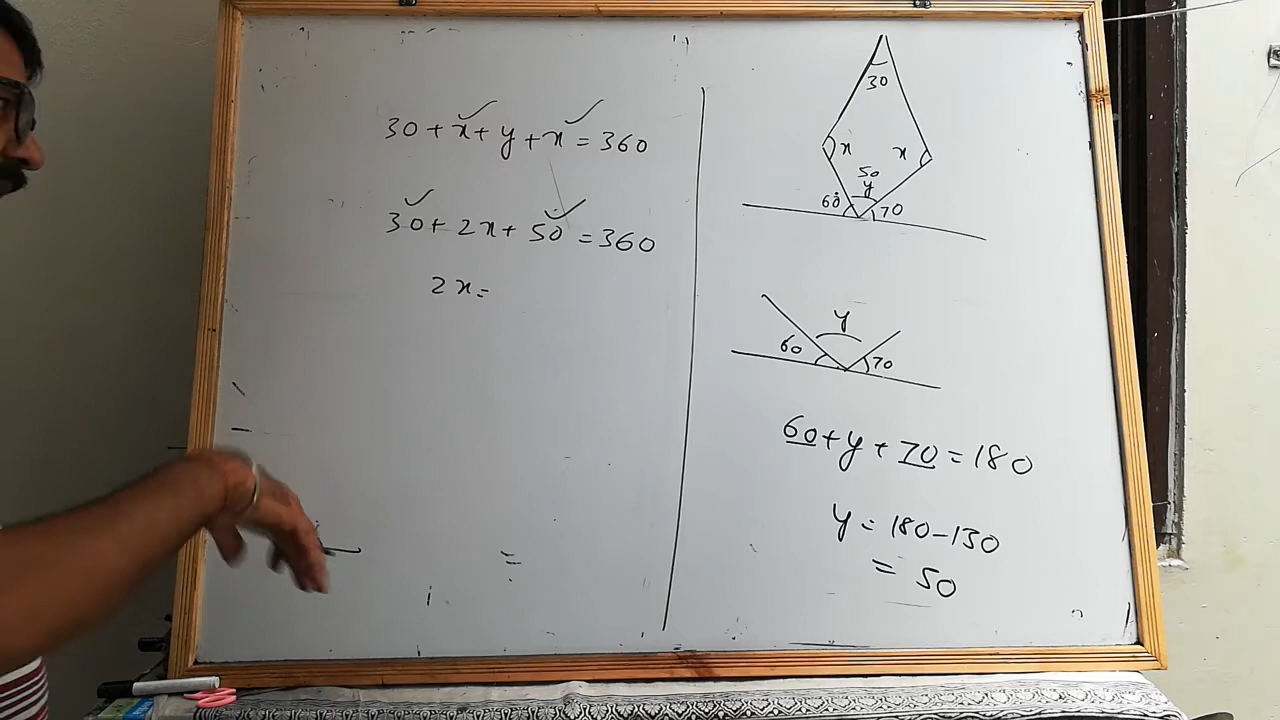 30+x+y+x=360
30+2x+50=360
2x=
=
30
x x
50
y
60 70
y
60 70
60+y+70=180
y=180-130
=50